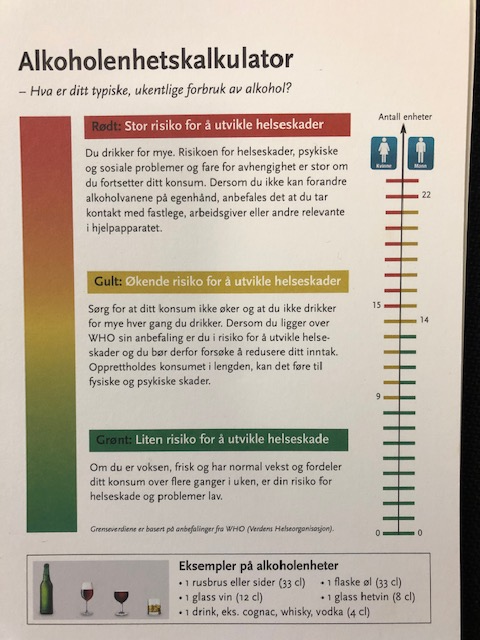 Alkoholenhetskalkulator
– Hva er ditt typiske, ukentlige forbruk av alkohol?
Rødt: Stor risiko for å utvikle helseskader
Du drikker for mye. Risikoen for helseskader, psykiske
og sosiale problemer og fare for avhengighet er stor om
du fortsetter ditt konsum. Dersom du ikke kan forandre
alkoholvanene på egenhånd, anbefales det at du tar
kontakt med fastlege, arbeidsgiver eller andre relevante
i hjelpapparatet.
Gult: Økende risiko for å utvikle helseskader
Sørg for at ditt konsum ikke øker og at du ikke drikker
for mye hver gang du drikker. Dersom du ligger over
WHO sin anbefaling er du i risiko for å utvikle helse-
skader og du bør derfor forsøke å redusere ditt inntak.
Opprettholdes konsumet i lengden, kan det føre til
fysiske og psykiske skader.
Grønt: Liten risiko for å utvikle helseskade
Om du er voksen, frisk og har normal vekst og fordeler
ditt konsum over flere ganger i uken, er din risiko for
helseskade og problemer lav.
Grenseverdiene er basert på anbefalinger fra WHO (Verdens Helseorganisasjon).
Antall enheter
Kvinne
Mann
22
15
14
9
0
0
Eksempler på alkoholenheter
• 1 rusbrus eller sider (33 cl)
• 1 flaske øl (33 cl)
• 1 glass vin (12 cl)
• 1 glass hetvin (8 cl)
• 1 drink, eks. cognac, whisky, vodka (4 cl)